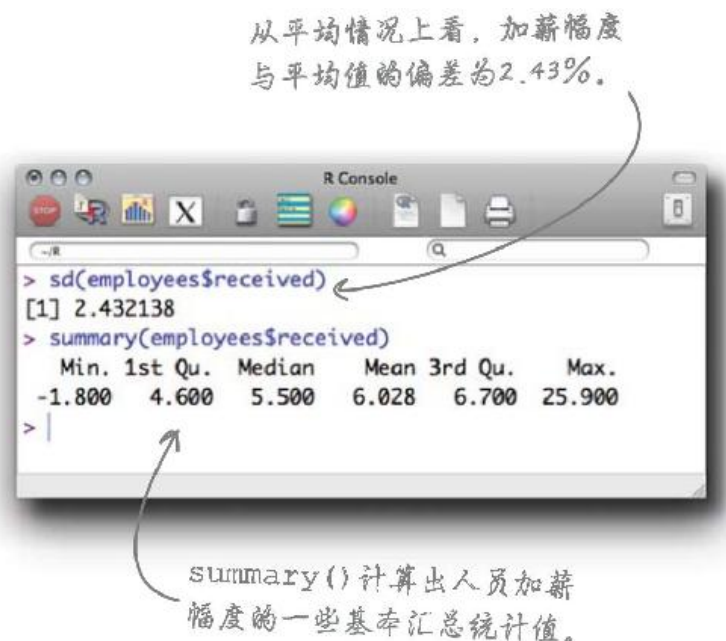 从平均情况上看，加薪幅度
与平均值的偏差为2.43%。
R Console
STOP
R
X
~/R
> sd(employees$received)
[1] 2.432138
> summary(employees$received)
Min. 1st Qu. Median Mean 3rd Qu. Max.
-1.800 4.600 5.500 6.028 6.700 25.900
>
summary()计算出人员加薪
幅度的一些基本汇总统计值。